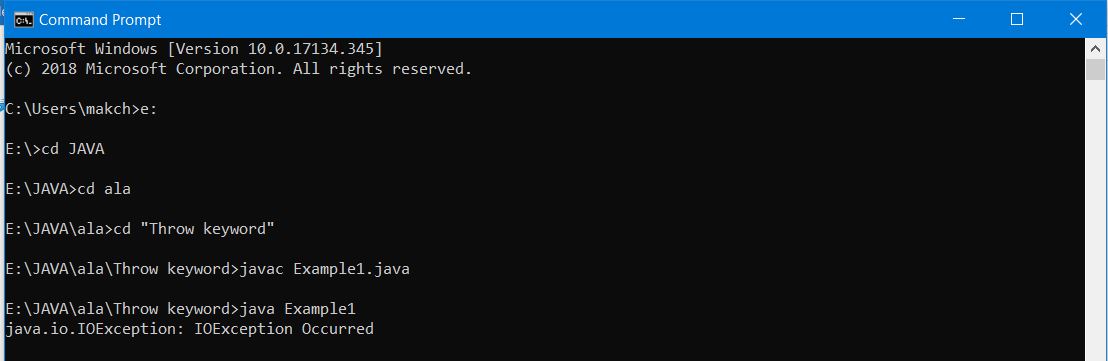 Command Prompt
Microsoft Windows [Version 10.0.17134.345]
(c) 2018 Microsoft Corporation. All rights reserved.
C:\Users\makch>e:
E:\>cd JAVA
E:\JAVA>cd ala
E:\JAVA\ala>cd "Throw keyword"
E:\JAVA\ala\Throw keyword>javac Example1.java
E:\JAVA\ala\Throw keyword>java Example1
java.io.IOException: IOException Occurred